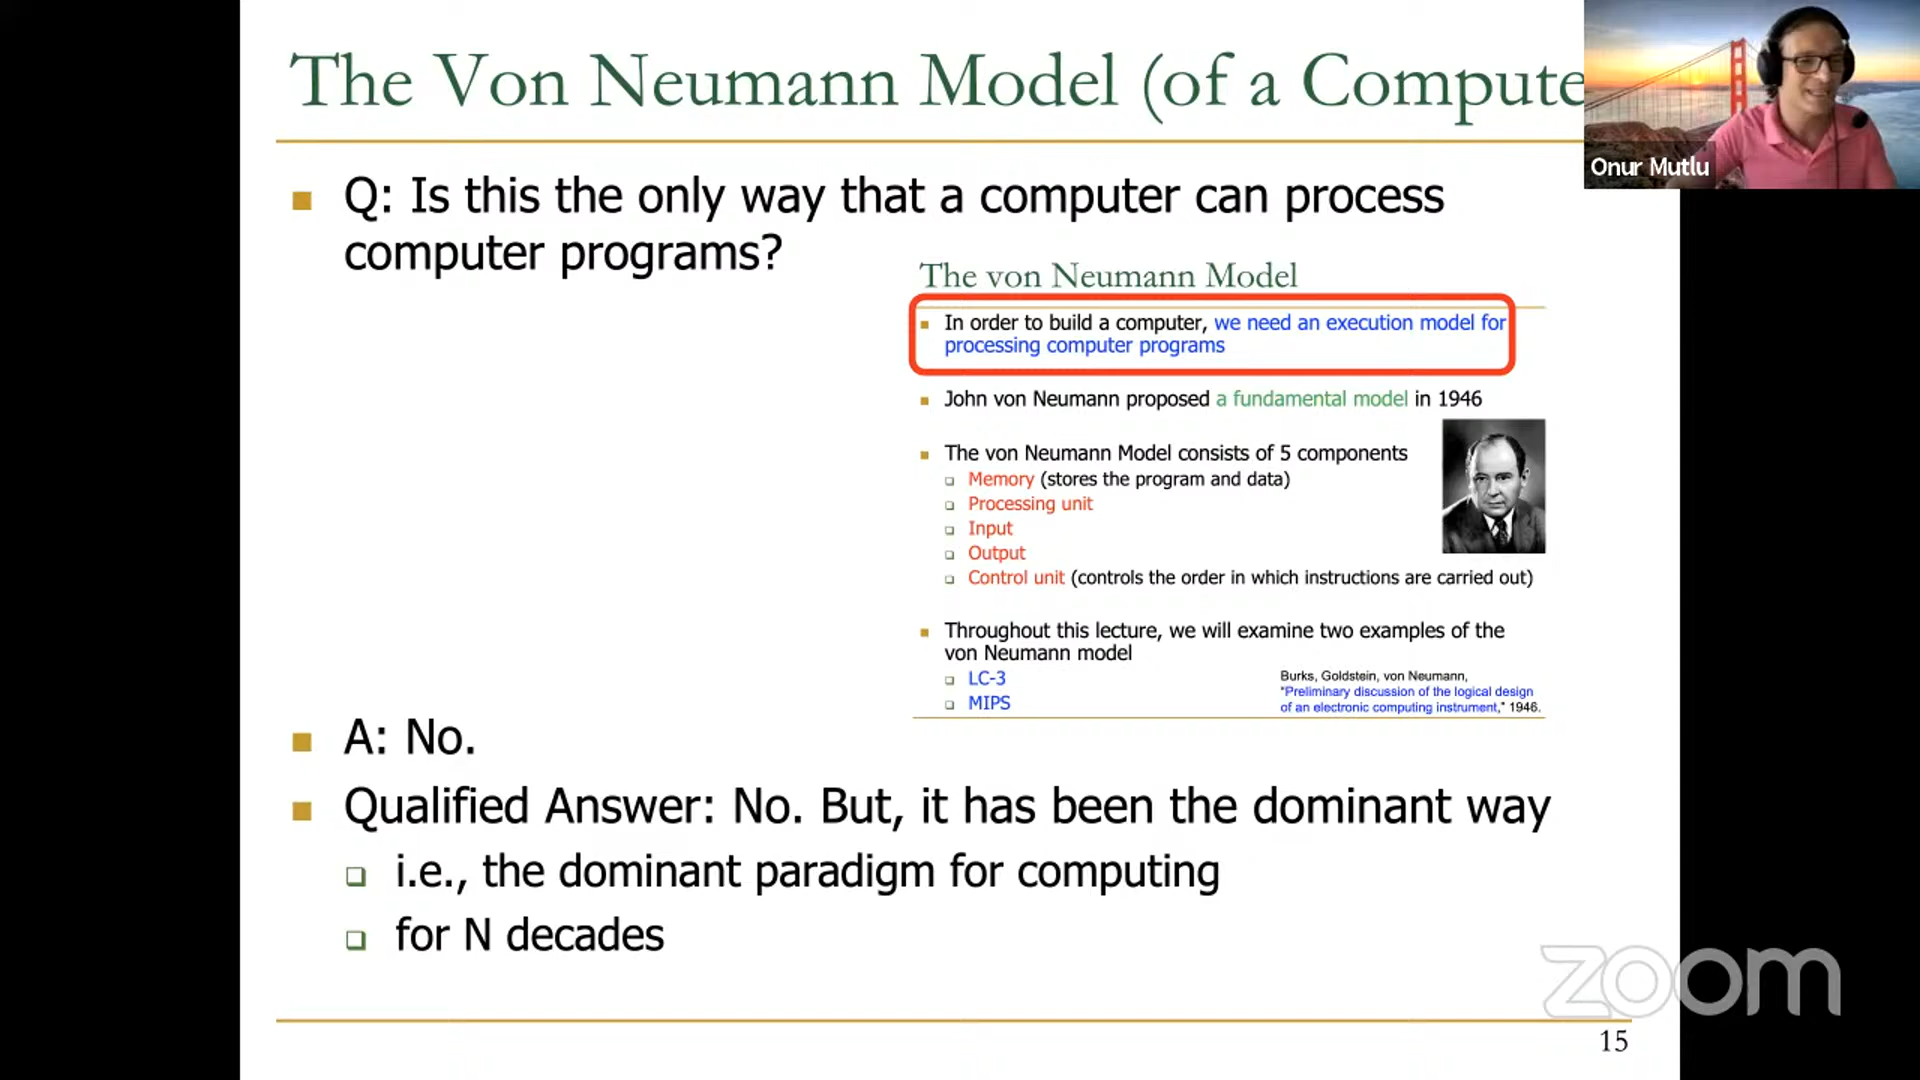 The Von Neumann Model (of a Compute
Onur Mutlu
Q: Is this the only way that a computer can process
computer programs?
The von Neumann Model
In order to build a computer, we need an execution model for
processing computer programs
John von Neumann proposed a fundamental model in 1946
The von Neumann Model consists of 5 components
Memory (stores the program and data)
Processing unit
Input
Output
Control unit (controls the order in which instructions are carried out)
Throughout this lecture, we will examine two examples of the
von Neumann model
LC-3
MIPS
Burks, Goldstein, von Neumann,
"Preliminary discussion of the logical design
of an electronic computing instrument," 1946.
A: No.
Qualified Answer: No. But, it has been the dominant way
i.e., the dominant paradigm for computing
for N decades
zoom
15